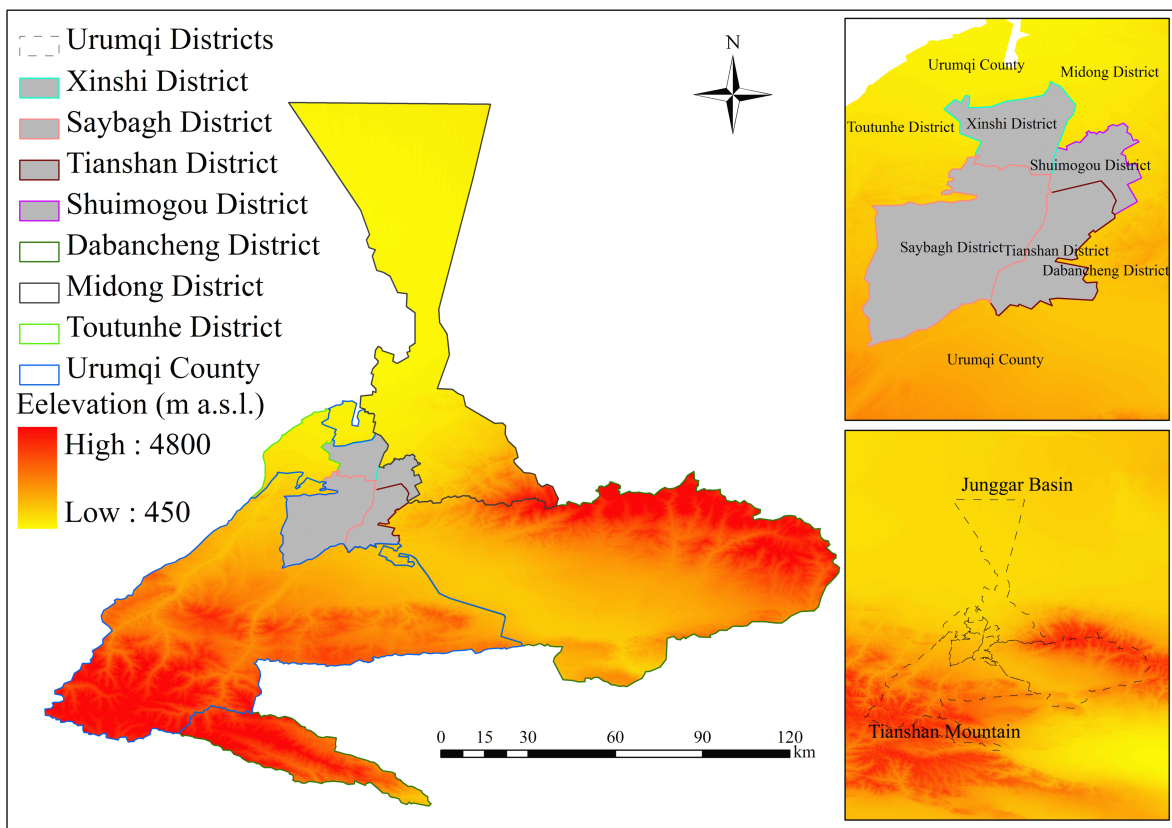 Urumqi Districts
Xinshi District
Saybagh District
Tianshan District
Shuimogou District
Dabancheng District
Midong District
Toutunhe District
Urumqi County
Eelevation (m a.s.l.)
High : 4800
Low : 450
N
0 15 30 60 90 120
km
Urumqi County
Midong District
Toutunhe District
Xinshi District
Shuimogou District
Saybagh District
Tianshan District
Dabancheng District
Urumqi County
Junggar Basin
Tianshan Mountain